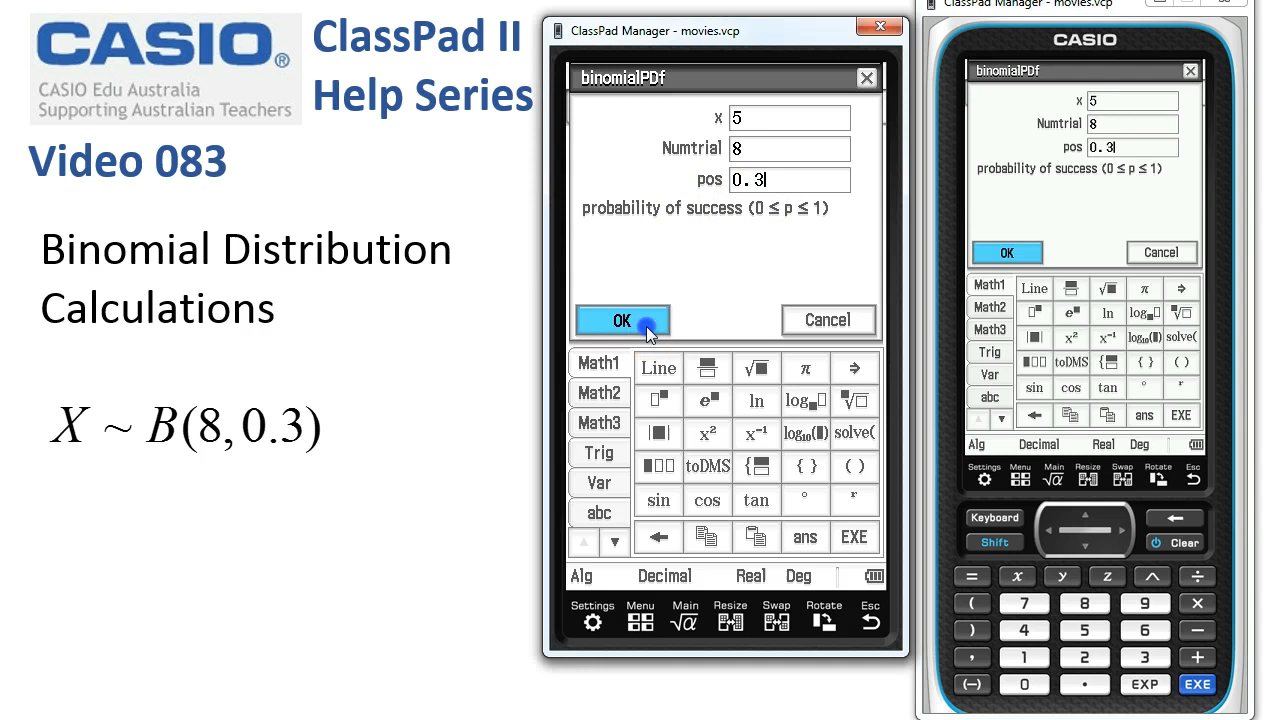 CASIO®
CASIO Edu Australia
Supporting Australian Teachers
ClassPad II
Help Series
Video 083
Binomial Distribution
Calculations
X ~ B(8, 0.3)
ClassPad Manager - movies.vcp
binomialPDf
x 5
Numtrial 8
pos 0.3
probability of success (0 ≤ p ≤ 1)
OK Cancel
Math1 Line √■ π ⇒
Math2 e ln log √
Math3 |■| x² x⁻¹ log₁₀(■) solve(
Trig toDMS { } ( )
Var sin cos tan ° r
abc ← ans EXE
▲ ▼
Alg Decimal Real Deg
Settings Menu Main Resize Swap Rotate Esc
√α
ClassPad Manager - movies.vcp
CASIO
binomialPDf
x 5
Numtrial 8
pos 0.3
probability of success (0 ≤ p ≤ 1)
OK Cancel
Math1 Line √■ π ⇒
Math2 e ln log √
Math3 |■| x² x⁻¹ log₁₀(■) solve(
Trig toDMS { } ( )
Var sin cos tan ° r
abc ← ans EXE
▲ ▼
Alg Decimal Real Deg
Settings Menu Main Resize Swap Rotate Esc
√α
Keyboard ←
Shift Clear
= x y z ^ ÷
( 7 8 9 ×
) 4 5 6 −
, 1 2 3 +
(−) 0 • EXP EXE